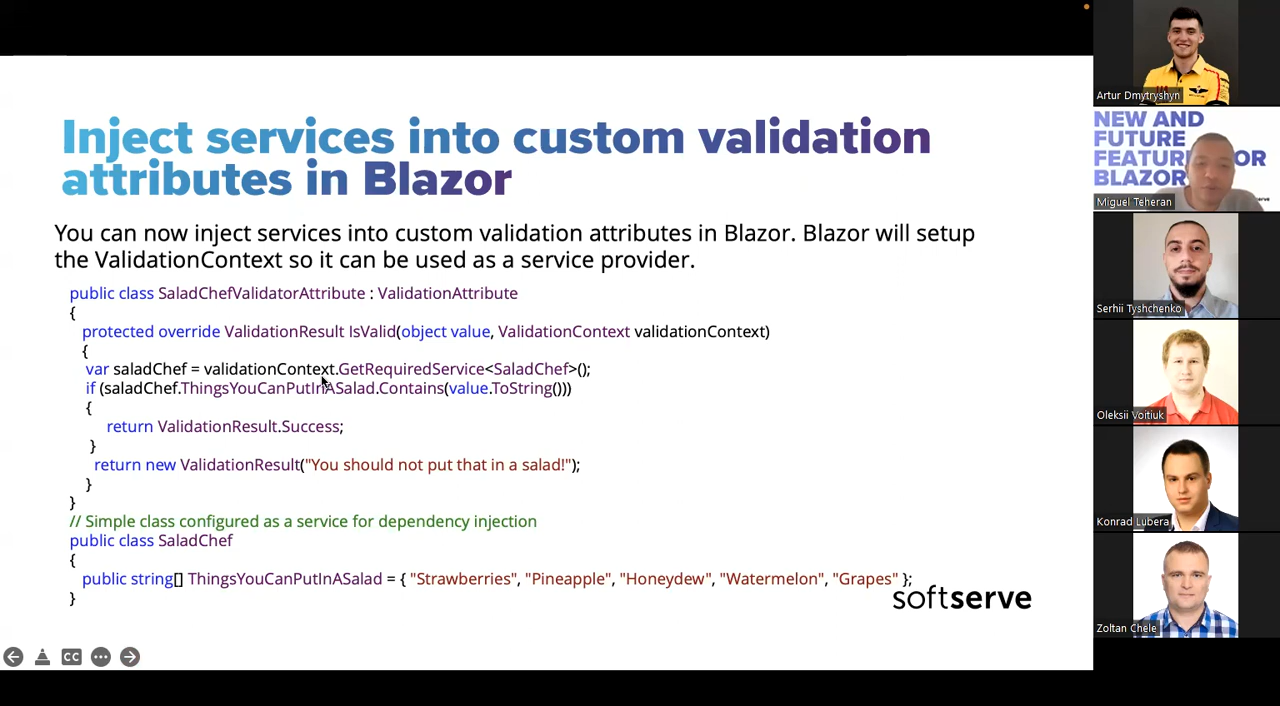 Inject services into custom validation
attributes in Blazor
You can now inject services into custom validation attributes in Blazor. Blazor will setup
the ValidationContext so it can be used as a service provider.
public class SaladChefValidatorAttribute : ValidationAttribute
{
protected override ValidationResult IsValid(object value, ValidationContext validationContext)
{
var saladChef = validationContext.GetRequiredService<SaladChef>();
if (saladChef.ThingsYouCanPutInASalad.Contains(value.ToString()))
{
return ValidationResult.Success;
}
return new ValidationResult("You should not put that in a salad!");
}
}
// Simple class configured as a service for dependency injection
public class SaladChef
{
public string[] ThingsYouCanPutInASalad = { "Strawberries", "Pineapple", "Honeydew", "Watermelon", "Grapes" };
}
softserve
CC
Artur Dmytryshyn
NEW AND
FUTURE
OR
BLAZOR
Miguel Teheran
Serhii Tyshchenko
Oleksii Voitiuk
Konrad Lubera
Zoltan Chele